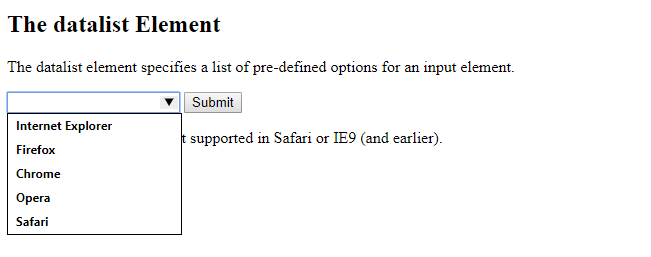 The datalist Element
The datalist element specifies a list of pre-defined options for an input element.
Submit
Internet Explorer
t supported in Safari or IE9 (and earlier).
Firefox
Chrome
Opera
Safari